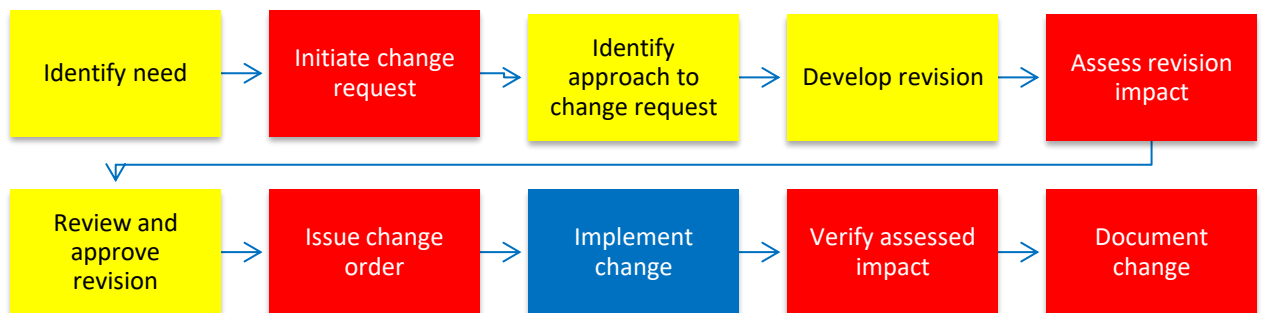 Identify need
Initiate change
request
Identify
approach to
change request
Develop revision
Assess revision
impact
Review and
approve
revision
Issue change
order
Implement
change
Verify assessed
impact
Document
change